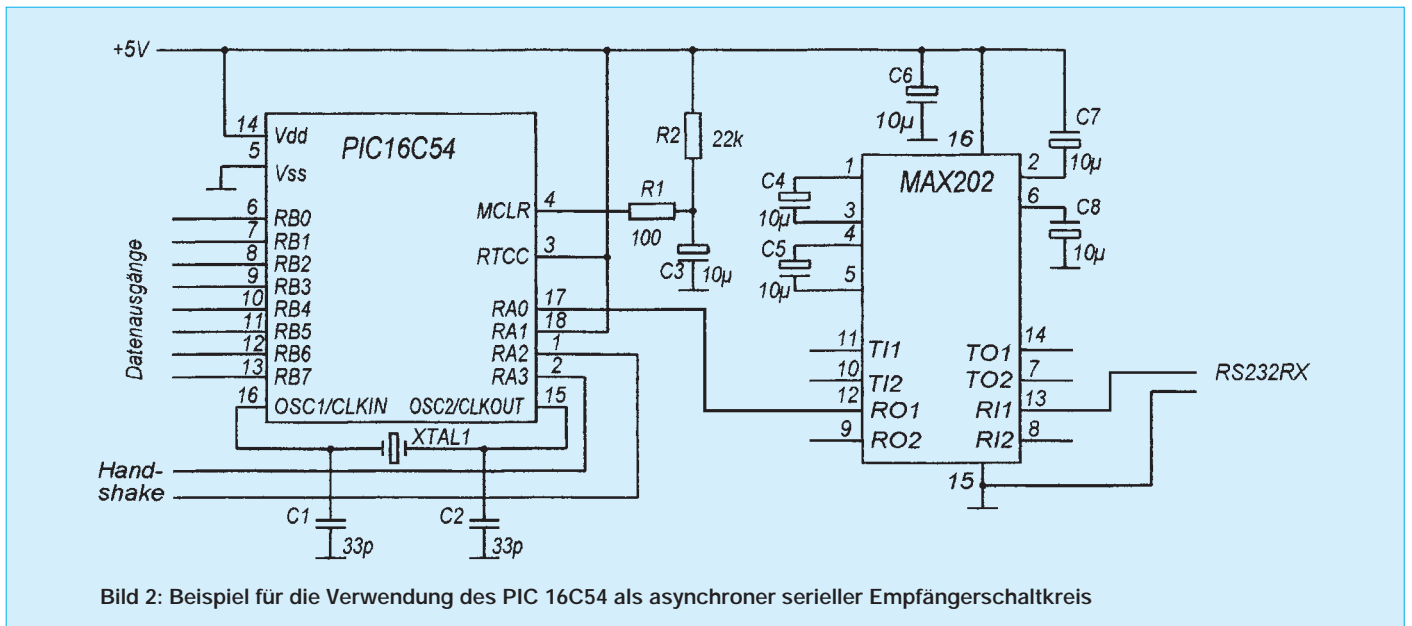 +5V
14
Vdd
5
Vss
PIC16C54
6
RB0
7
RB1
8
RB2
9
RB3
10
RB4
11
RB5
12
RB6
13
RB7
16
OSC1/CLKIN
OSC2/CLKOUT
15
MCLR
4
RTCC
3
RA0
17
RA1
18
RA2
1
RA3
2
Datenausgänge
XTAL1
Hand-
shake
C1
33p
C2
33p
R1
100
R2
22k
C3
10µ
C4
10µ
C5
10µ
C6
10µ
C7
10µ
C8
10µ
MAX202
16
1
3
4
5
2
6
11
TI1
10
TI2
12
RO1
9
RO2
TO1
14
TO2
7
RI1
13
RI2
8
15
RS232RX
Bild 2: Beispiel für die Verwendung des PIC 16C54 als asynchroner serieller Empfängerschaltkreis